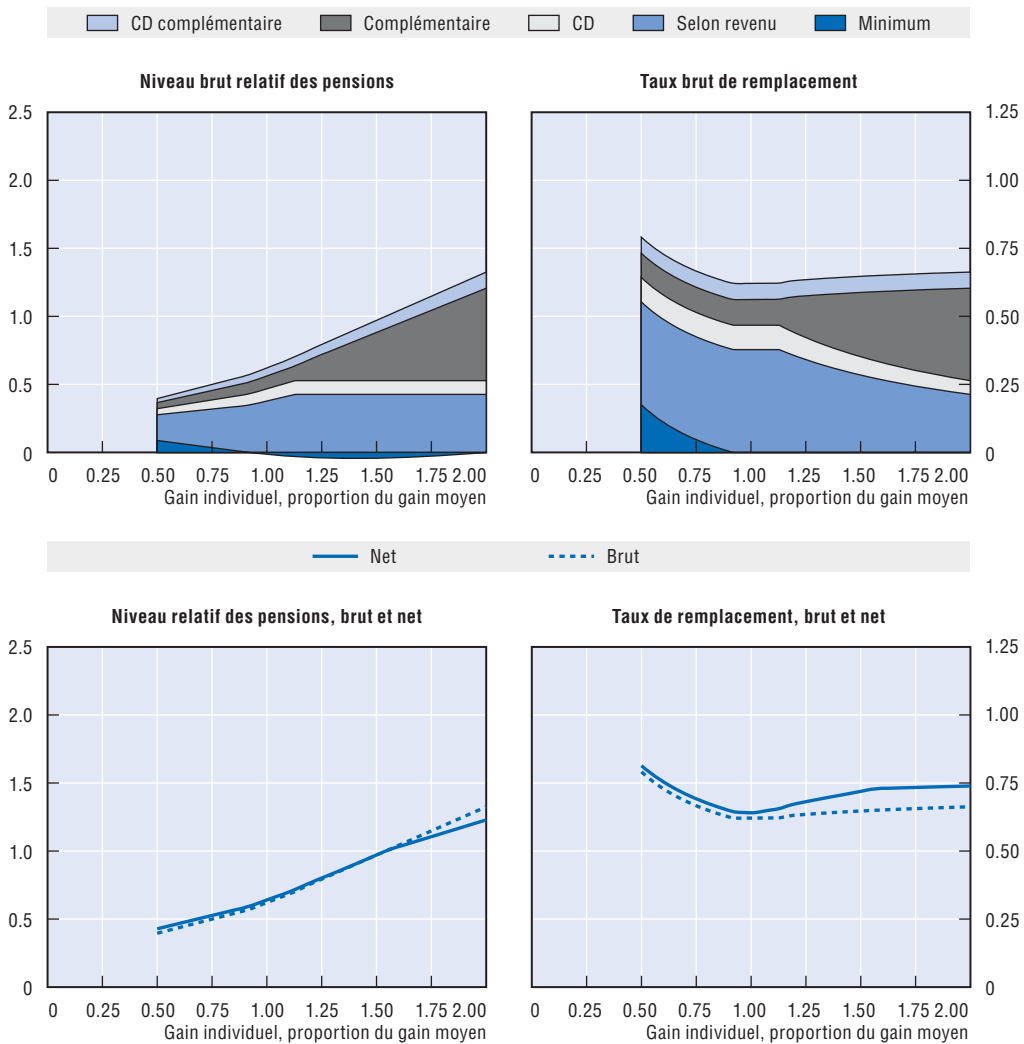 CD complémentaire Complémentaire CD Selon revenu Minimum
Niveau brut relatif des pensions
2.5
2.0
1.5
1.0
0.5
0
0 0.25 0.50 0.75 1.00 1.25 1.50 1.75 2.00
Gain individuel, proportion du gain moyen
Taux brut de remplacement
1.25
1.00
0.75
0.50
0.25
0
0 0.25 0.50 0.75 1.00 1.25 1.50 1.75 2.00
Gain individuel, proportion du gain moyen
Net Brut
Niveau relatif des pensions, brut et net
2.5
2.0
1.5
1.0
0.5
0
0 0.25 0.50 0.75 1.00 1.25 1.50 1.75 2.00
Gain individuel, proportion du gain moyen
Taux de remplacement, brut et net
1.25
1.00
0.75
0.50
0.25
0
0 0.25 0.50 0.75 1.00 1.25 1.50 1.75 2.00
Gain individuel, proportion du gain moyen